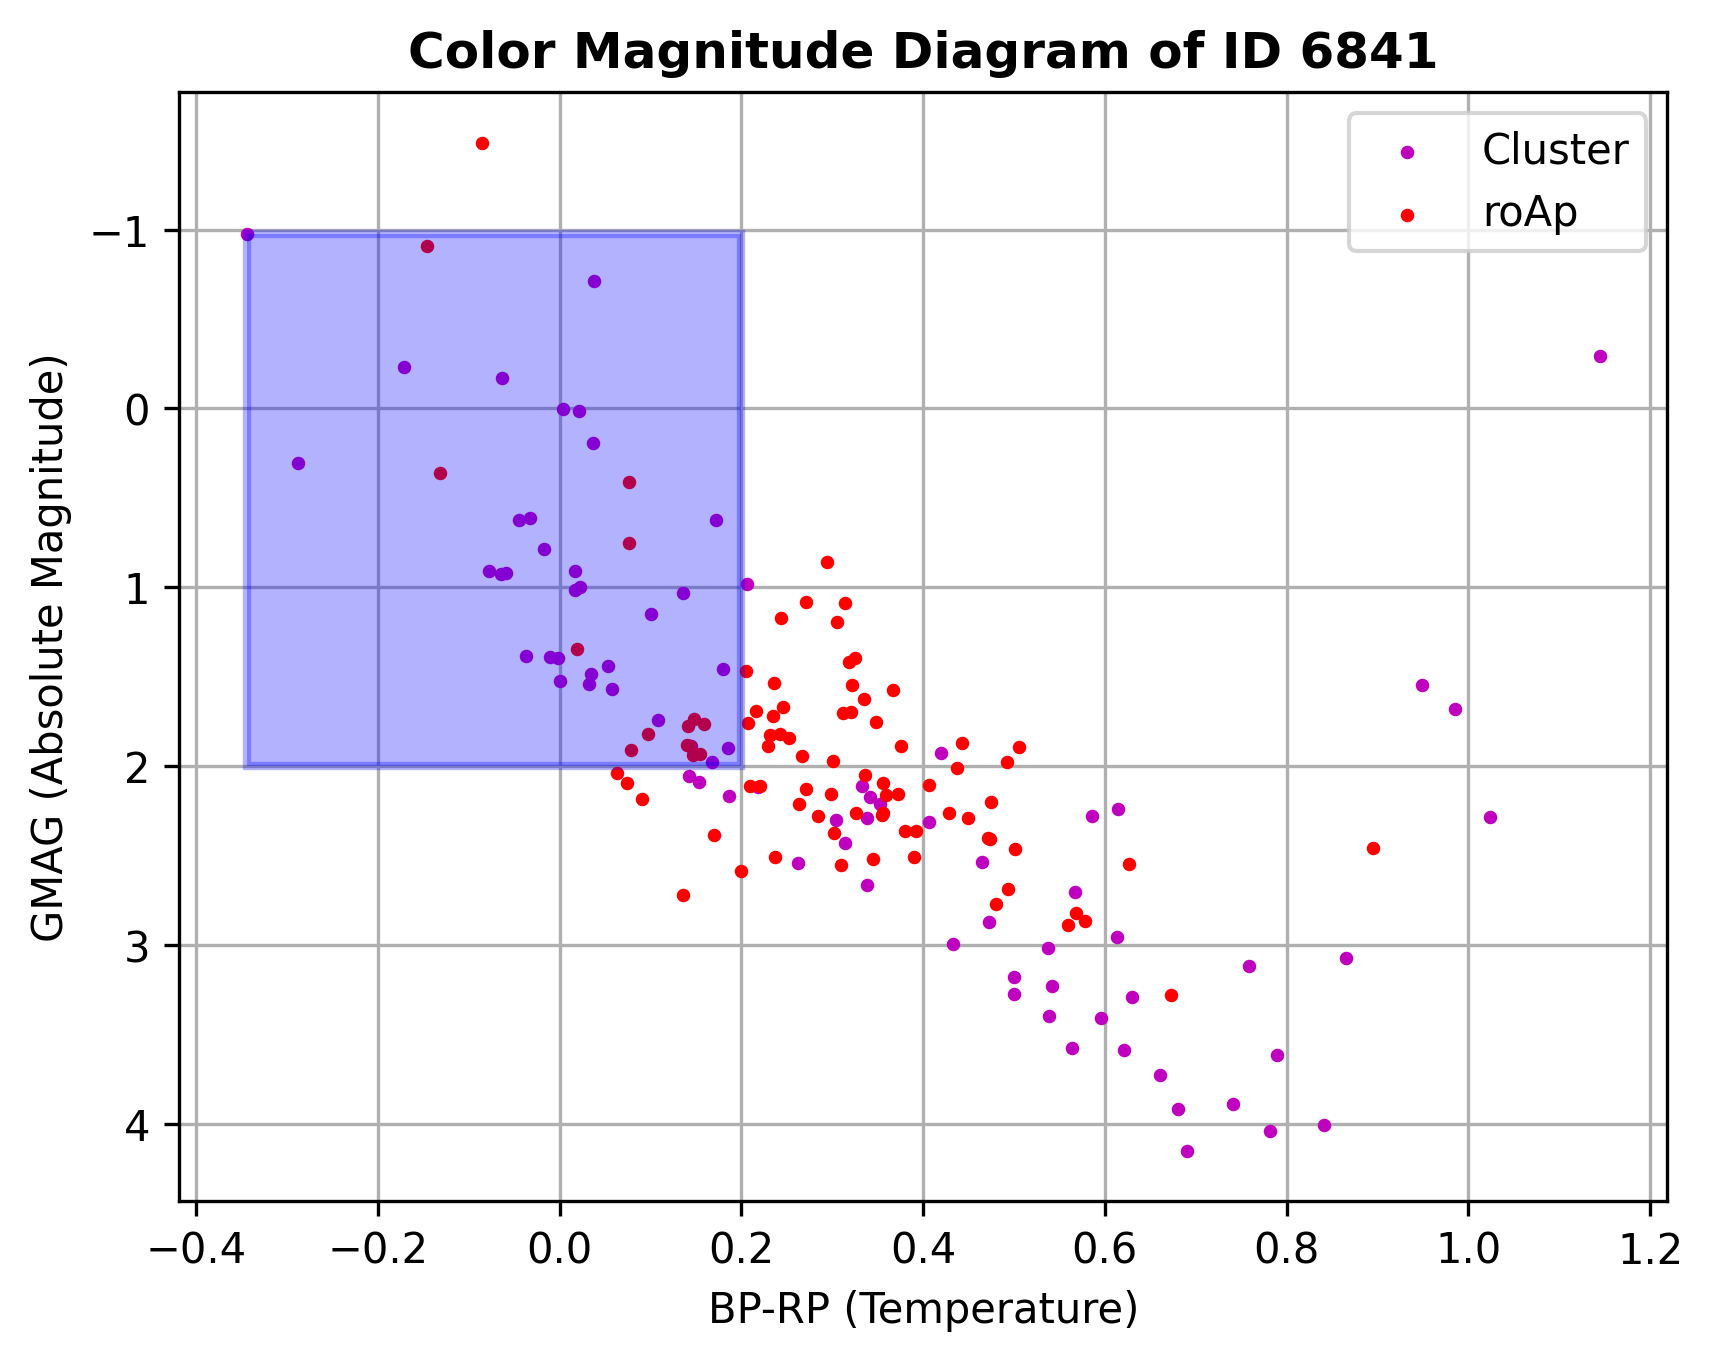 Color Magnitude Diagram of ID 6841
Cluster
roAp
GMAG (Absolute Magnitude)
−1
0
1
2
3
4
−0.4 −0.2 0.0 0.2 0.4 0.6 0.8 1.0 1.2
BP-RP (Temperature)